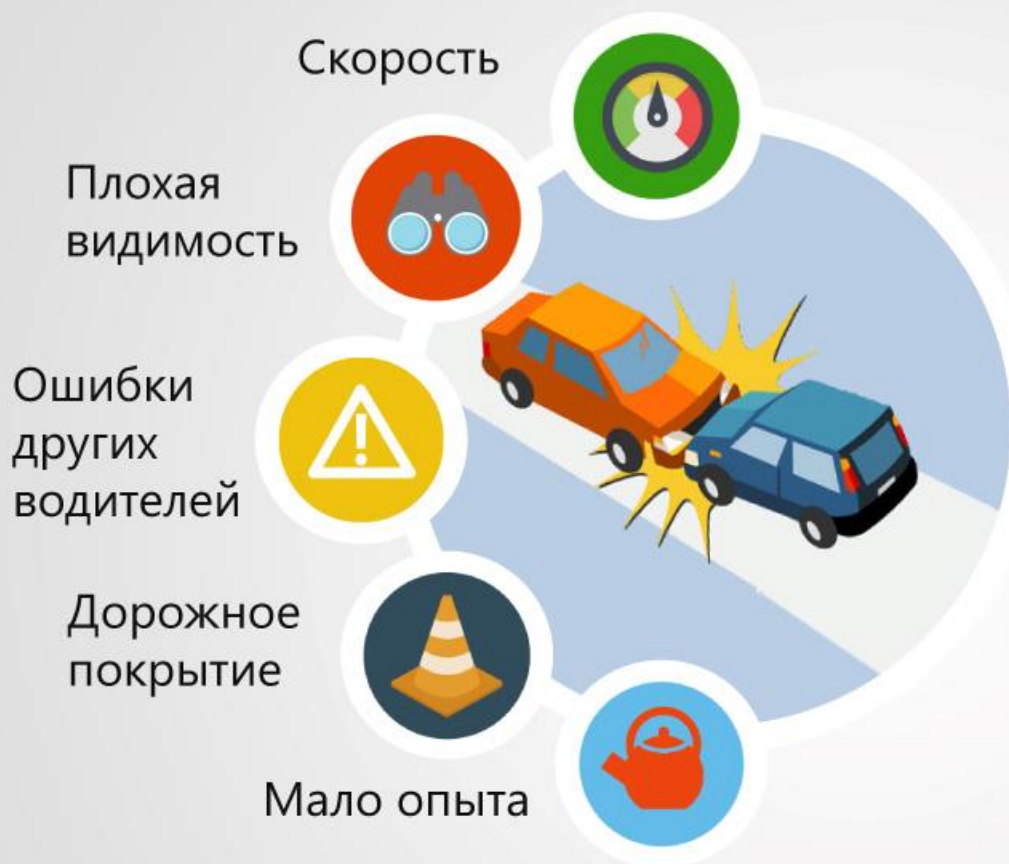 Скорость
Плохая
видимость
Ошибки
других
водителей
Дорожное
покрытие
Мало опыта